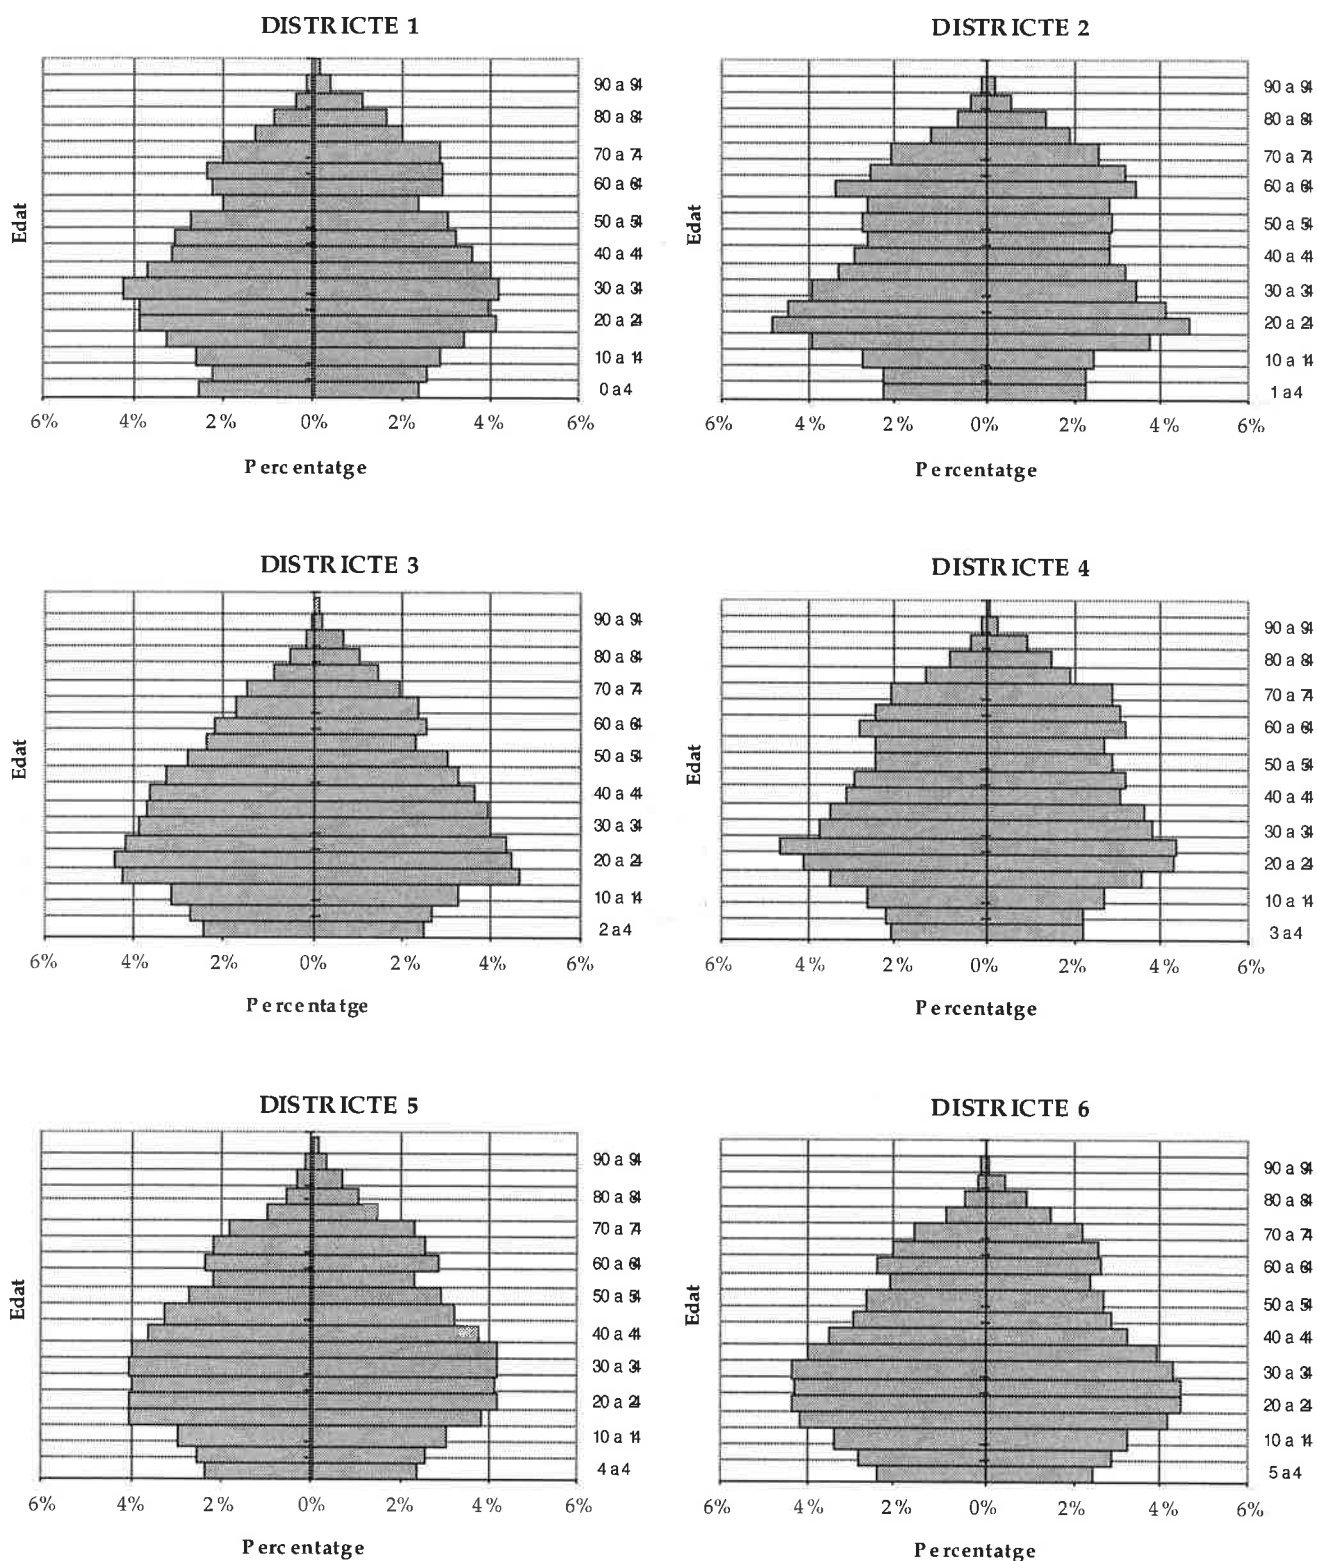 DISTRICTE 1
90 a 94
80 a 84
70 a 74
60 a 64
50 a 54
40 a 44
30 a 34
20 a 24
10 a 14
0 a 4
Edat
6% 4% 2% 0% 2% 4% 6%
Percentatge
DISTRICTE 2
90 a 94
80 a 84
70 a 74
60 a 64
50 a 54
40 a 44
30 a 34
20 a 24
10 a 14
1 a 4
Edat
6% 4% 2% 0% 2% 4% 6%
Percentatge
DISTRICTE 3
90 a 94
80 a 84
70 a 74
60 a 64
50 a 54
40 a 44
30 a 34
20 a 24
10 a 14
2 a 4
Edat
6% 4% 2% 0% 2% 4% 6%
Percentatge
DISTRICTE 4
90 a 94
80 a 84
70 a 74
60 a 64
50 a 54
40 a 44
30 a 34
20 a 24
10 a 14
3 a 4
Edat
6% 4% 2% 0% 2% 4% 6%
Percentatge
DISTRICTE 5
90 a 94
80 a 84
70 a 74
60 a 64
50 a 54
40 a 44
30 a 34
20 a 24
10 a 14
4 a 4
Edat
6% 4% 2% 0% 2% 4% 6%
Percentatge
DISTRICTE 6
90 a 94
80 a 84
70 a 74
60 a 64
50 a 54
40 a 44
30 a 34
20 a 24
10 a 14
5 a 4
Edat
6% 4% 2% 0% 2% 4% 6%
Percentatge